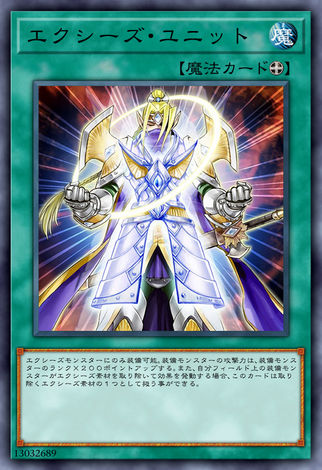 エクシーズ・ユニット
魔
【魔法カード】
エクシーズモンスターにのみ装備可能。装備モンスターの攻撃力は、装備モン
スターのランク×200ポイントアップする。また、自分フィールド上の装備モン
スターがエクシーズ素材を取り除いて効果を発動する場合、このカードは取り
除くエクシーズ素材の1つとして扱う事ができる。
13032689